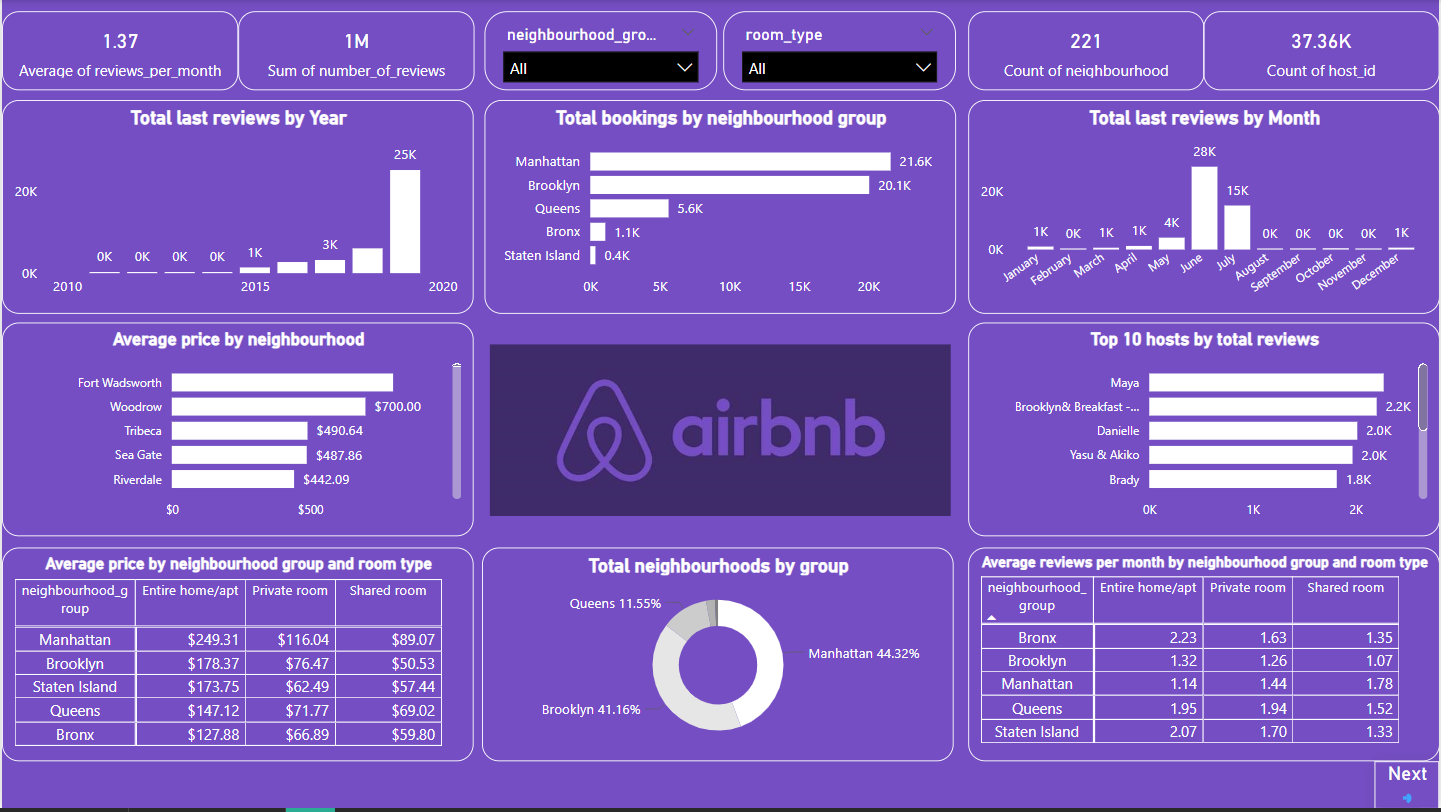 1.37
Average of reviews_per_month
1M
Sum of number_of_reviews
neighbourhood_gro...
All
room_type
All
221
Count of neighbourhood
37.36K
Count of host_id
Total last reviews by Year
20K
0K
0K
0K
0K
0K
1K
3K
25K
2010
2015
2020
Total bookings by neighbourhood group
Manhattan 21.6K
Brooklyn 20.1K
Queens 5.6K
Bronx 1.1K
Staten Island 0.4K
0K 5K 10K 15K 20K
Total last reviews by Month
20K
0K
1K
0K
1K
1K
4K
28K
15K
0K
0K
0K
0K
1K
January
February
March
April
May
June
July
August
September
October
November
December
Average price by neighbourhood
Fort Wadsworth
Woodrow $700.00
Tribeca $490.64
Sea Gate $487.86
Riverdale $442.09
$0 $500
airbnb
Top 10 hosts by total reviews
Maya
Brooklyn& Breakfast -... 2.2K
Danielle 2.0K
Yasu & Akiko 2.0K
Brady 1.8K
0K 1K 2K
Average price by neighbourhood group and room type
neighbourhood_g
roup
Entire home/apt Private room Shared room
Manhattan $249.31 $116.04 $89.07
Brooklyn $178.37 $76.47 $50.53
Staten Island $173.75 $62.49 $57.44
Queens $147.12 $71.77 $69.02
Bronx $127.88 $66.89 $59.80
Total neighbourhoods by group
Queens 11.55%
Manhattan 44.32%
Brooklyn 41.16%
Average reviews per month by neighbourhood group and room type
neighbourhood_
group
Entire home/apt Private room Shared room
Bronx 2.23 1.63 1.35
Brooklyn 1.32 1.26 1.07
Manhattan 1.14 1.44 1.78
Queens 1.95 1.94 1.52
Staten Island 2.07 1.70 1.33
Next